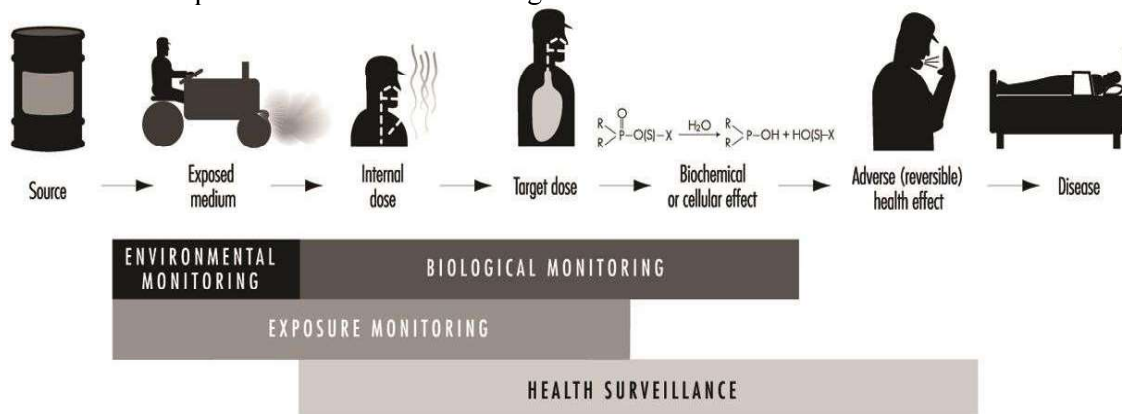 R
O
R
P—O(S)—X
H₂O
R
R
P—OH + HO(S)—X
Source
Exposed
medium
Internal
dose
Target dose
Biochemical
or cellular effect
Adverse (reversible)
health effect
Disease
ENVIRONMENTAL
MONITORING
BIOLOGICAL MONITORING
EXPOSURE MONITORING
HEALTH SURVEILLANCE